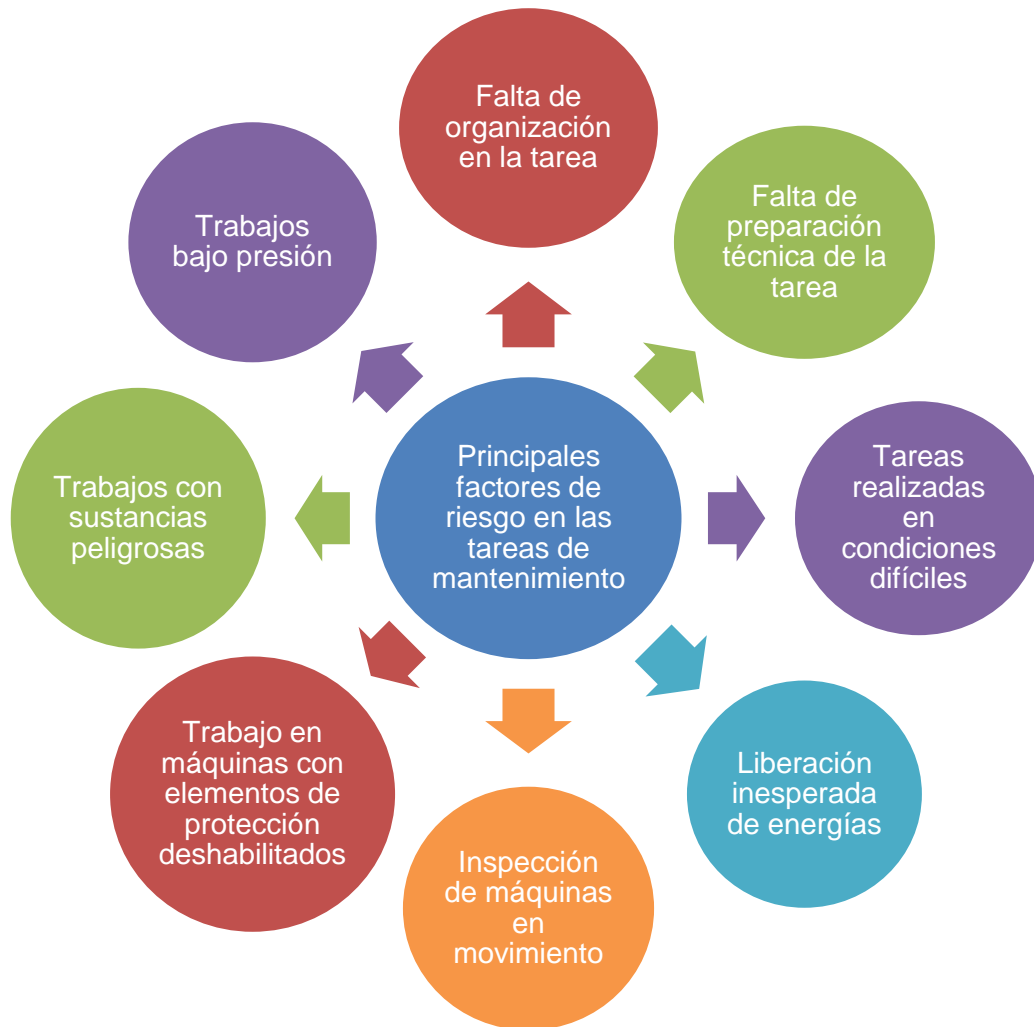 Falta de
organización
en la tarea
Falta de
preparación
técnica de la
tarea
Tareas
realizadas
en
condiciones
difíciles
Liberación
inesperada
de energías
Inspección
de máquinas
en
movimiento
Trabajo en
máquinas con
elementos de
protección
deshabilitados
Trabajos con
sustancias
peligrosas
Trabajos
bajo presión
Principales
factores de
riesgo en las
tareas de
mantenimiento